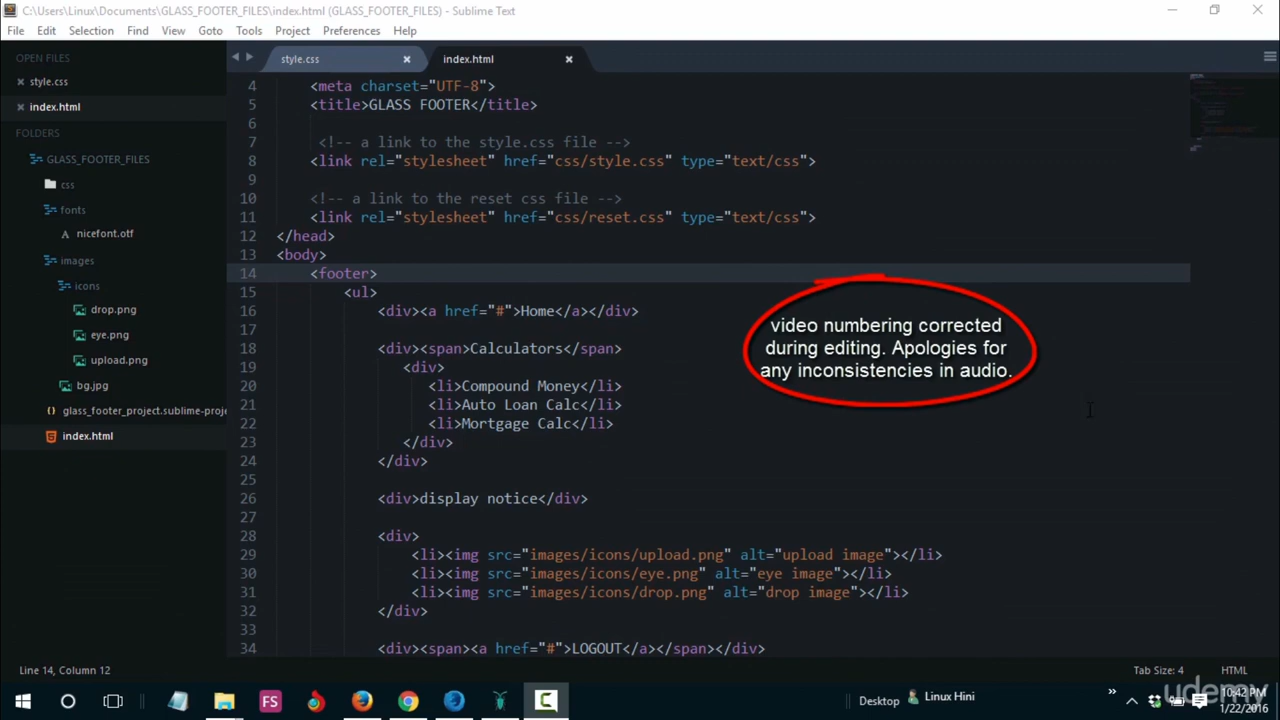 C:\Users\Linux\Documents\GLASS_FOOTER_FILES\index.html (GLASS_FOOTER_FILES) - Sublime Text
File Edit Selection Find View Goto Tools Project Preferences Help
OPEN FILES
style.css
index.html
FOLDERS
GLASS_FOOTER_FILES
css
fonts
nicefont.otf
images
icons
drop.png
eye.png
upload.png
bg.jpg
glass_footer_project.sublime-proje
index.html
style.css index.html
4 <meta charset="UTF-8">
5 <title>GLASS FOOTER</title>
6
7 <!-- a link to the style.css file -->
8 <link rel="stylesheet" href="css/style.css" type="text/css">
9
10 <!-- a link to the reset css file -->
11 <link rel="stylesheet" href="css/reset.css" type="text/css">
12 </head>
13 <body>
14 <footer>
15 <ul>
16 <div><a href="#">Home</a></div>
17
18 <div><span>Calculators</span>
19 <div>
20 <li>Compound Money</li>
21 <li>Auto Loan Calc</li>
22 <li>Mortgage Calc</li>
23 </div>
24 </div>
25
26 <div>display notice</div>
27
28 <div>
29 <li><img src="images/icons/upload.png" alt="upload image"></li>
30 <li><img src="images/icons/eye.png" alt="eye image"></li>
31 <li><img src="images/icons/drop.png" alt="drop image"></li>
32 </div>
33
34 <div><span><a href="#">LOGOUT</a></span></div>
video numbering corrected
during editing. Apologies for
any inconsistencies in audio.
Line 14, Column 12
Tab Size: 4 HTML
FS
Desktop
Linux Hini
10:42 PM
1/22/2016
udemy